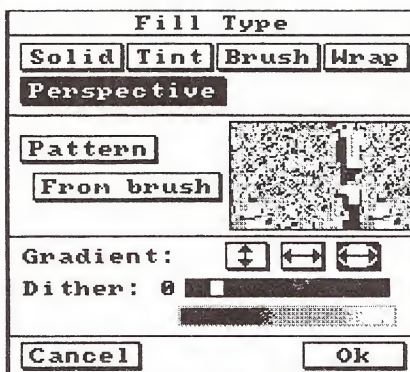 Fill Type
Solid Tint Brush Wrap
Perspective
Pattern
From brush
Gradient:
Dither: 0
Cancel Ok